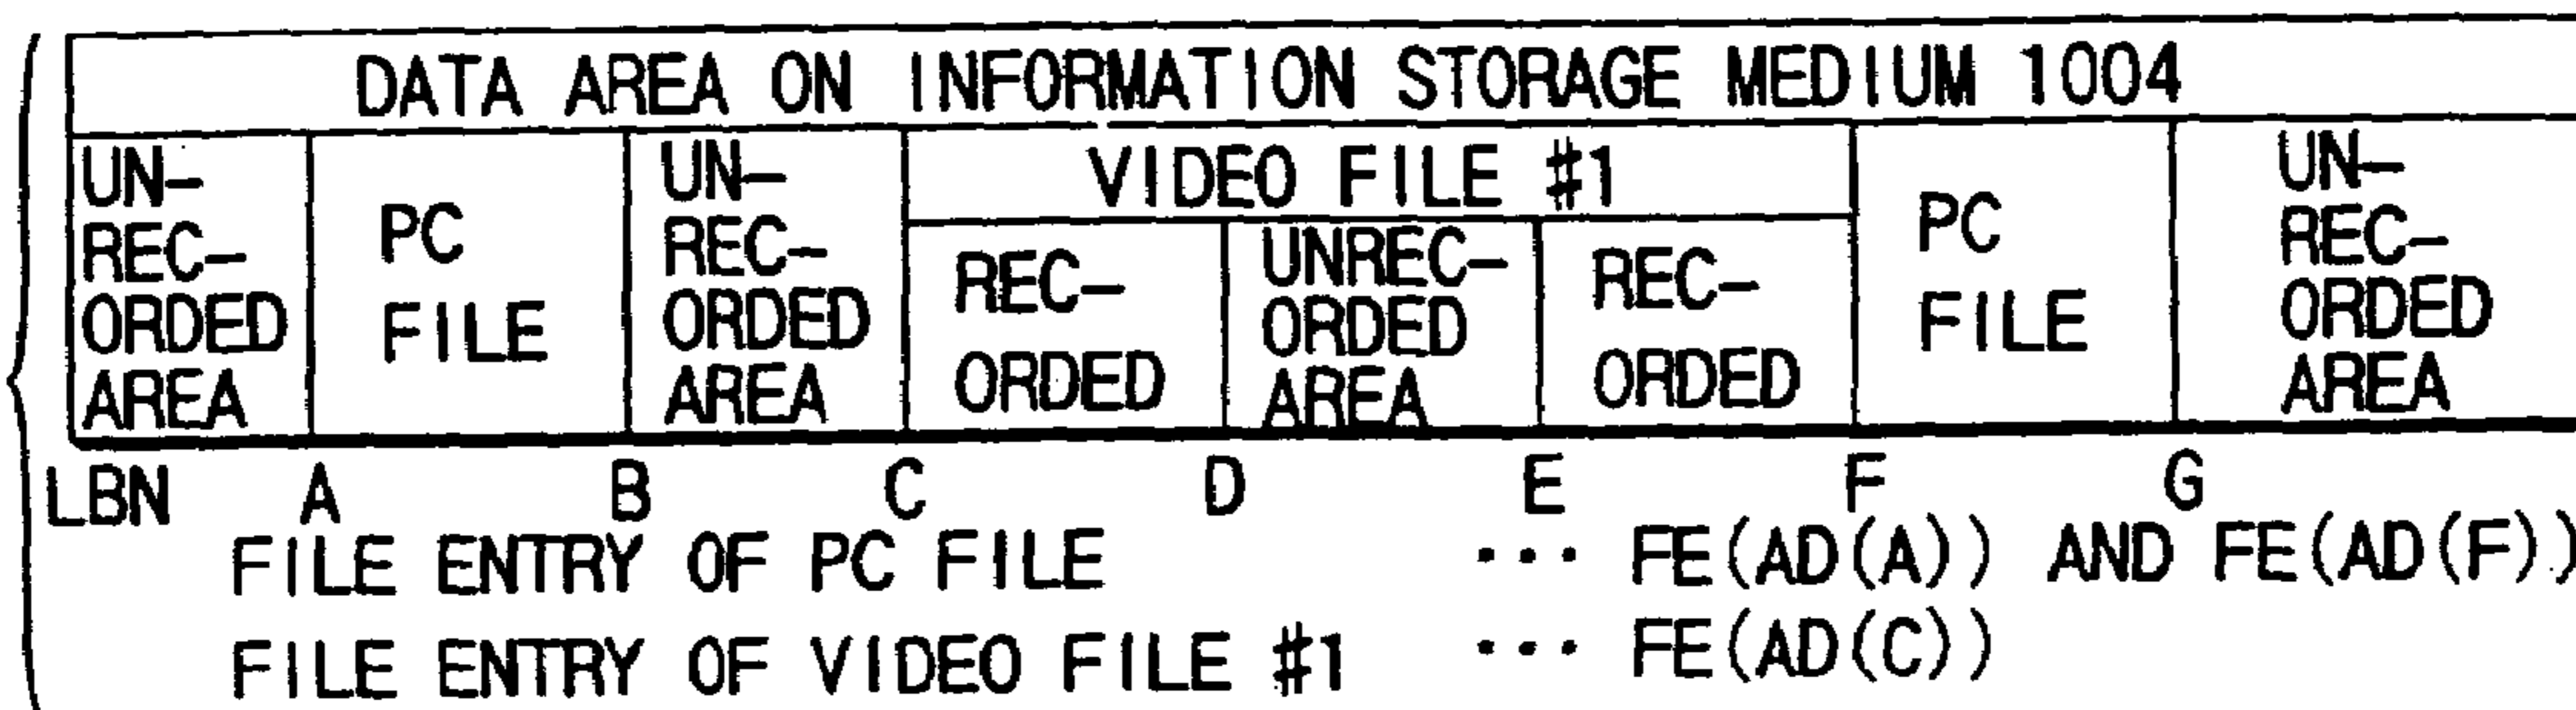 DATA AREA ON INFORMATION STORAGE MEDIUM 1004
UN-
REC-
ORDED
AREA
PC
FILE
UN-
REC-
ORDED
AREA
VIDEO FILE #1
REC-
ORDED
UNREC-
ORDED
AREA
REC-
ORDED
PC
FILE
UN-
REC-
ORDED
AREA
LBN A B C D E F G
FILE ENTRY OF PC FILE ··· FE(AD(A)) AND FE(AD(F))
FILE ENTRY OF VIDEO FILE #1 ··· FE(AD(C))